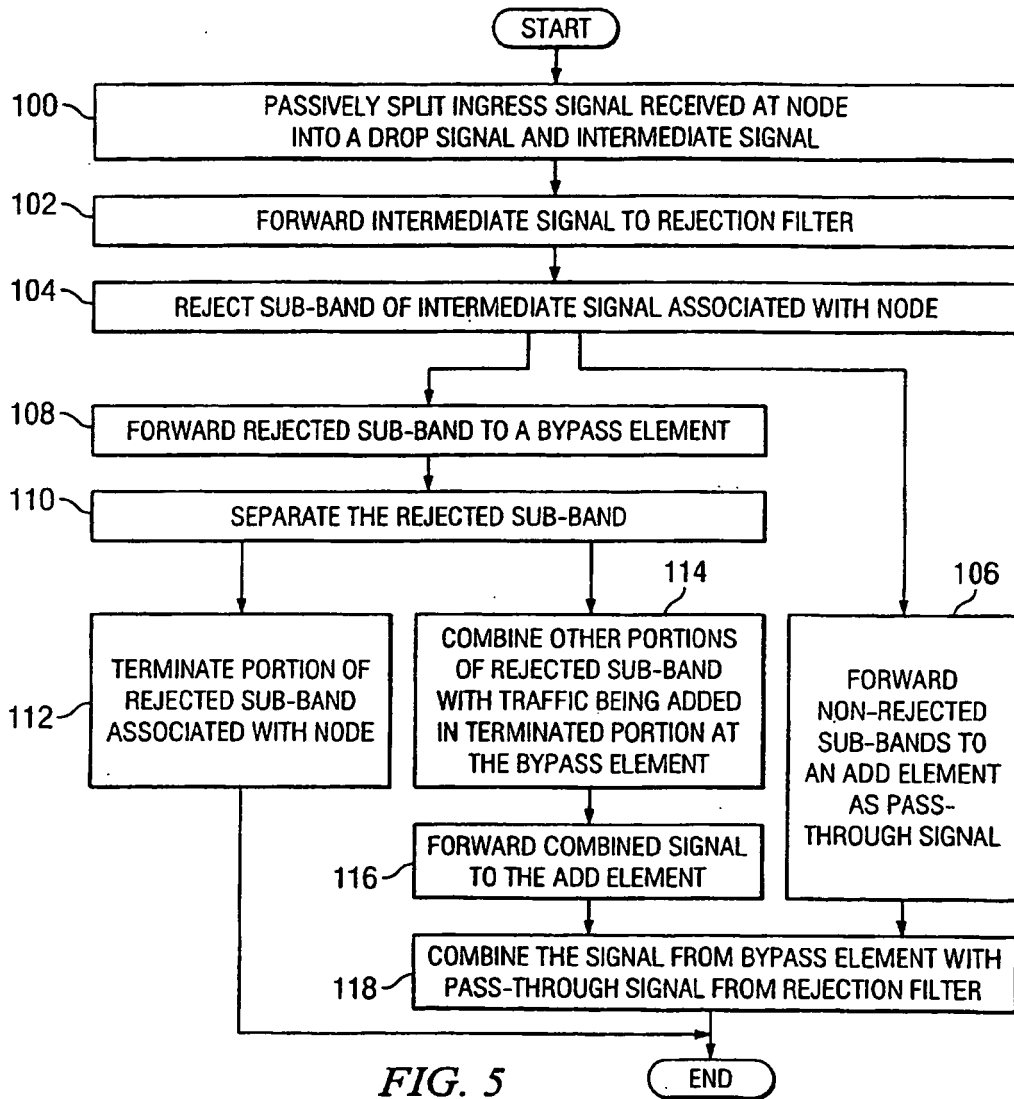 START
100
PASSIVELY SPLIT INGRESS SIGNAL RECEIVED AT NODE
INTO A DROP SIGNAL AND INTERMEDIATE SIGNAL
102
FORWARD INTERMEDIATE SIGNAL TO REJECTION FILTER
104
REJECT SUB-BAND OF INTERMEDIATE SIGNAL ASSOCIATED WITH NODE
108
FORWARD REJECTED SUB-BAND TO A BYPASS ELEMENT
110
SEPARATE THE REJECTED SUB-BAND
112
TERMINATE PORTION OF
REJECTED SUB-BAND
ASSOCIATED WITH NODE
114
COMBINE OTHER PORTIONS
OF REJECTED SUB-BAND
WITH TRAFFIC BEING ADDED
IN TERMINATED PORTION AT
THE BYPASS ELEMENT
106
FORWARD
NON-REJECTED
SUB-BANDS TO
AN ADD ELEMENT
AS PASS-
THROUGH SIGNAL
116
FORWARD COMBINED SIGNAL
TO THE ADD ELEMENT
118
COMBINE THE SIGNAL FROM BYPASS ELEMENT WITH
PASS-THROUGH SIGNAL FROM REJECTION FILTER
END
FIG. 5